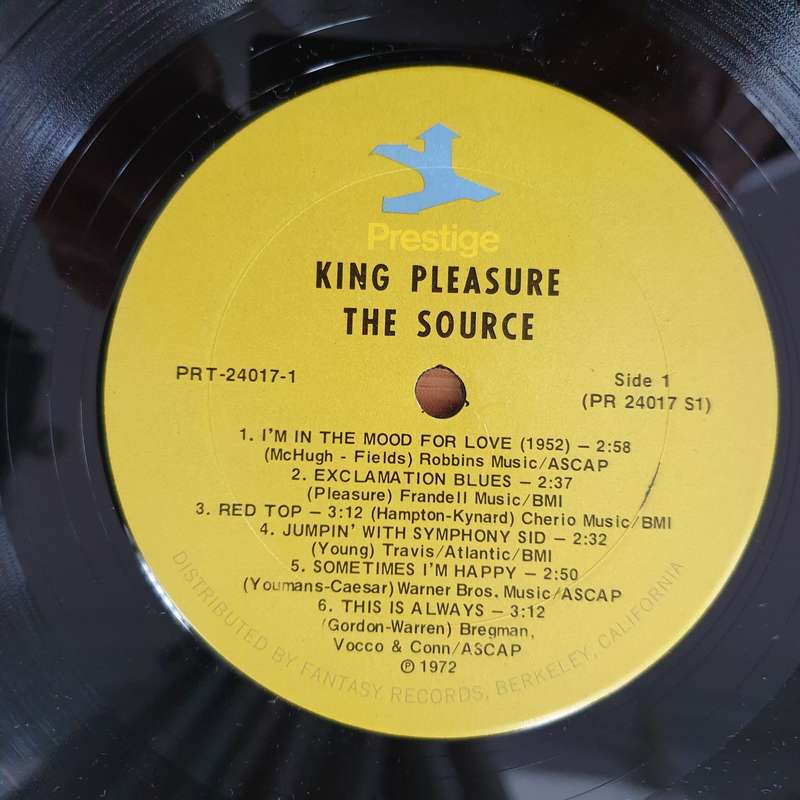 Prestige
KING PLEASURE
THE SOURCE
PRT-24017-1
Side 1
(PR 24017 S1)
1. I'M IN THE MOOD FOR LOVE (1952) – 2:58
(McHugh - Fields) Robbins Music/ASCAP
2. EXCLAMATION BLUES – 2:37
(Pleasure) Frandell Music/BMI
3. RED TOP – 3:12 (Hampton-Kynard) Cherio Music/BMI
4. JUMPIN' WITH SYMPHONY SID – 2:32
(Young) Travis/Atlantic/BMI
5. SOMETIMES I'M HAPPY – 2:50
(Youmans-Caesar) Warner Bros. Music/ASCAP
6. THIS IS ALWAYS – 3:12
(Gordon-Warren) Bregman,
Vocco & Conn/ASCAP
℗ 1972
DISTRIBUTED BY FANTASY RECORDS, BERKELEY, CALIFORNIA